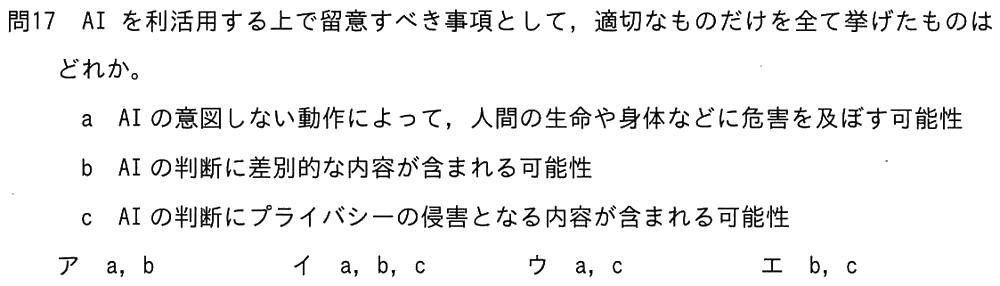 問17 AI を利活用する上で留意すべき事項として，適切なものだけを全て挙げたものは
どれか。
a AI の意図しない動作によって，人間の生命や身体などに危害を及ぼす可能性
b AI の判断に差別的な内容が含まれる可能性
c AI の判断にプライバシーの侵害となる内容が含まれる可能性
ア a，b イ a，b，c ウ a，c エ b，c